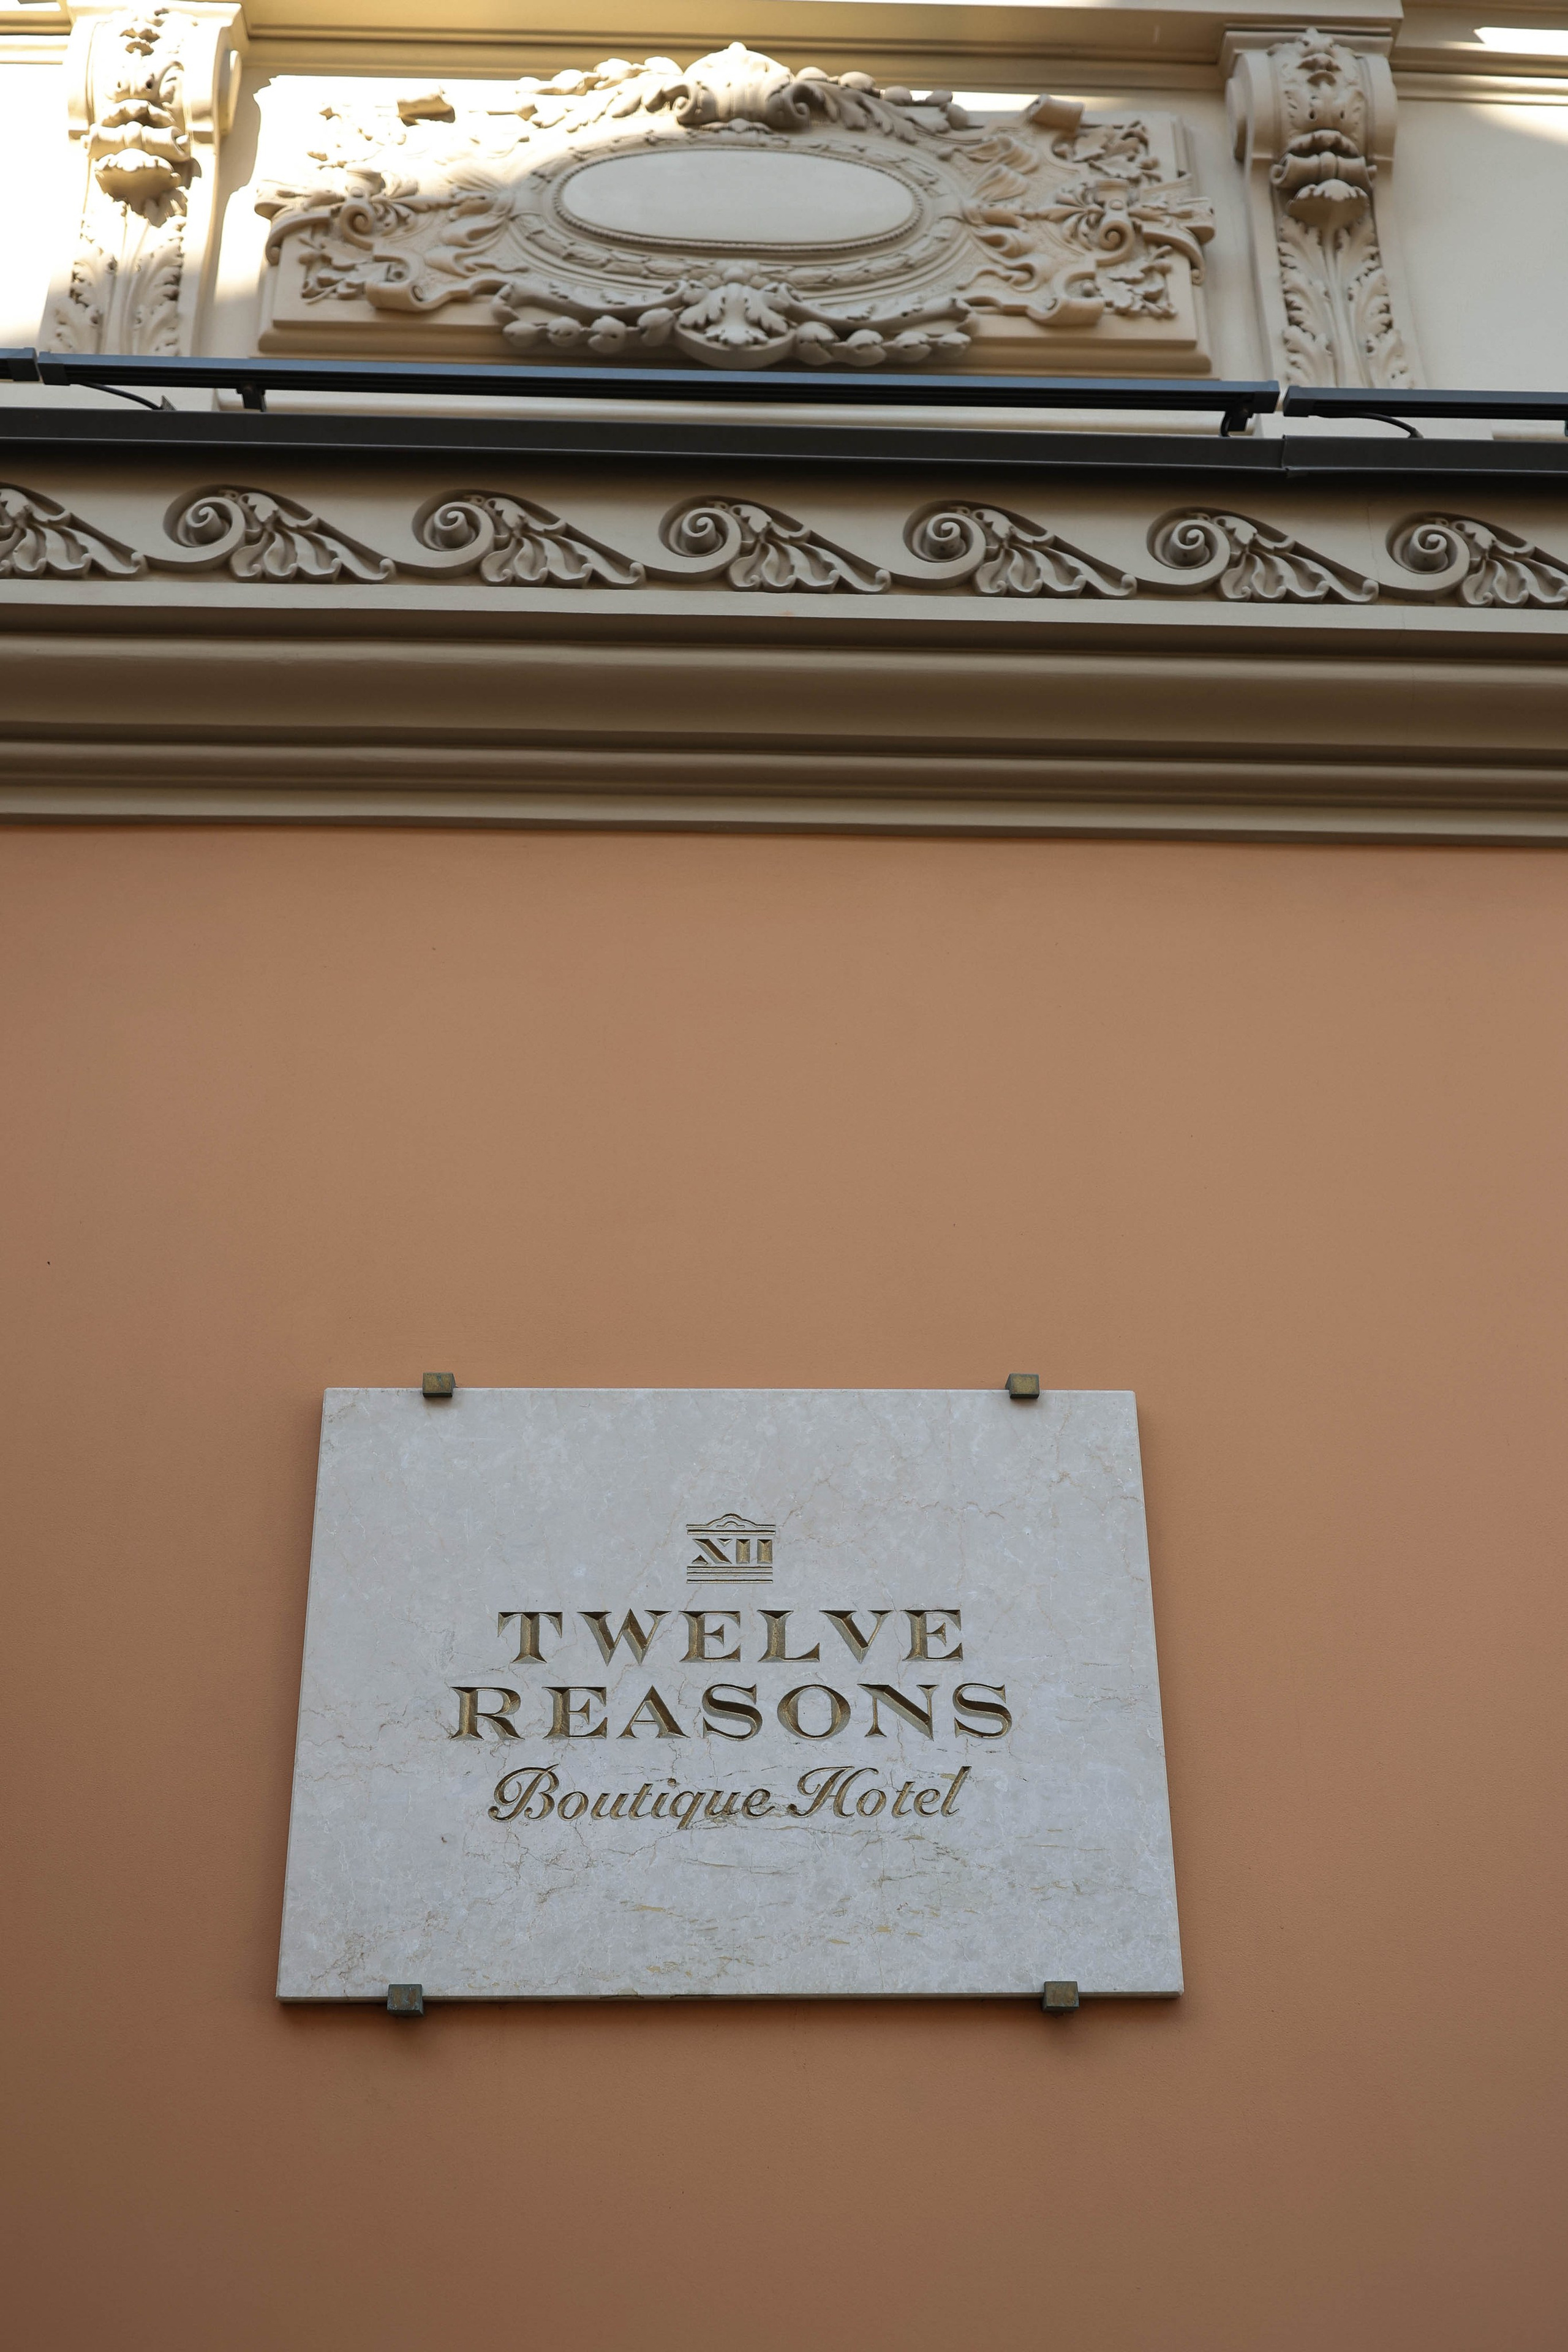 XII
TWELVE
REASONS
Boutique Hotel